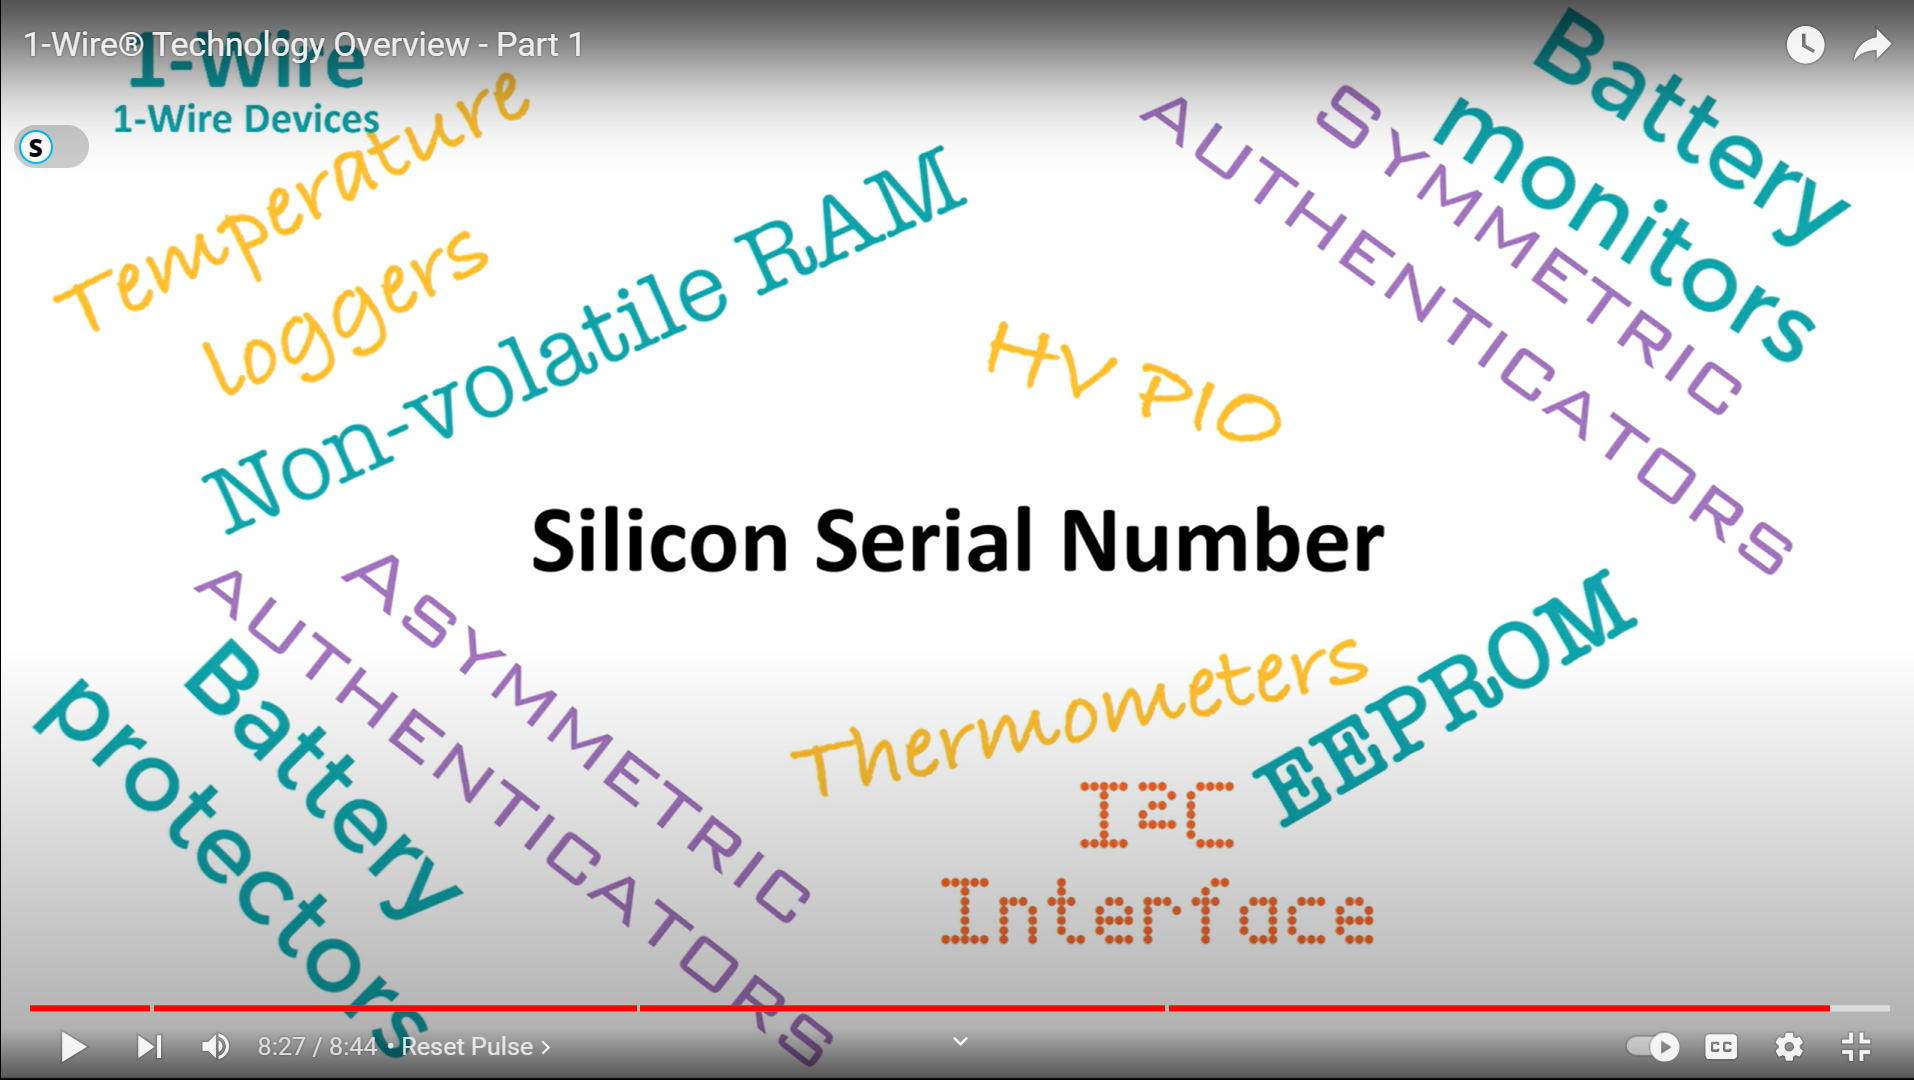 1-Wire® Technology Overview - Part 1
1-Wire
1-Wire Devices
S
Temperature
loggers
Non-volatile RAM
HV PIO
Battery
monitors
Symmetric
Authenticators
Silicon Serial Number
Asymmetric
Authenticators
Battery
protectors
Thermometers
EEPROM
I²C
Interface
8:27 / 8:44 • Reset Pulse
CC